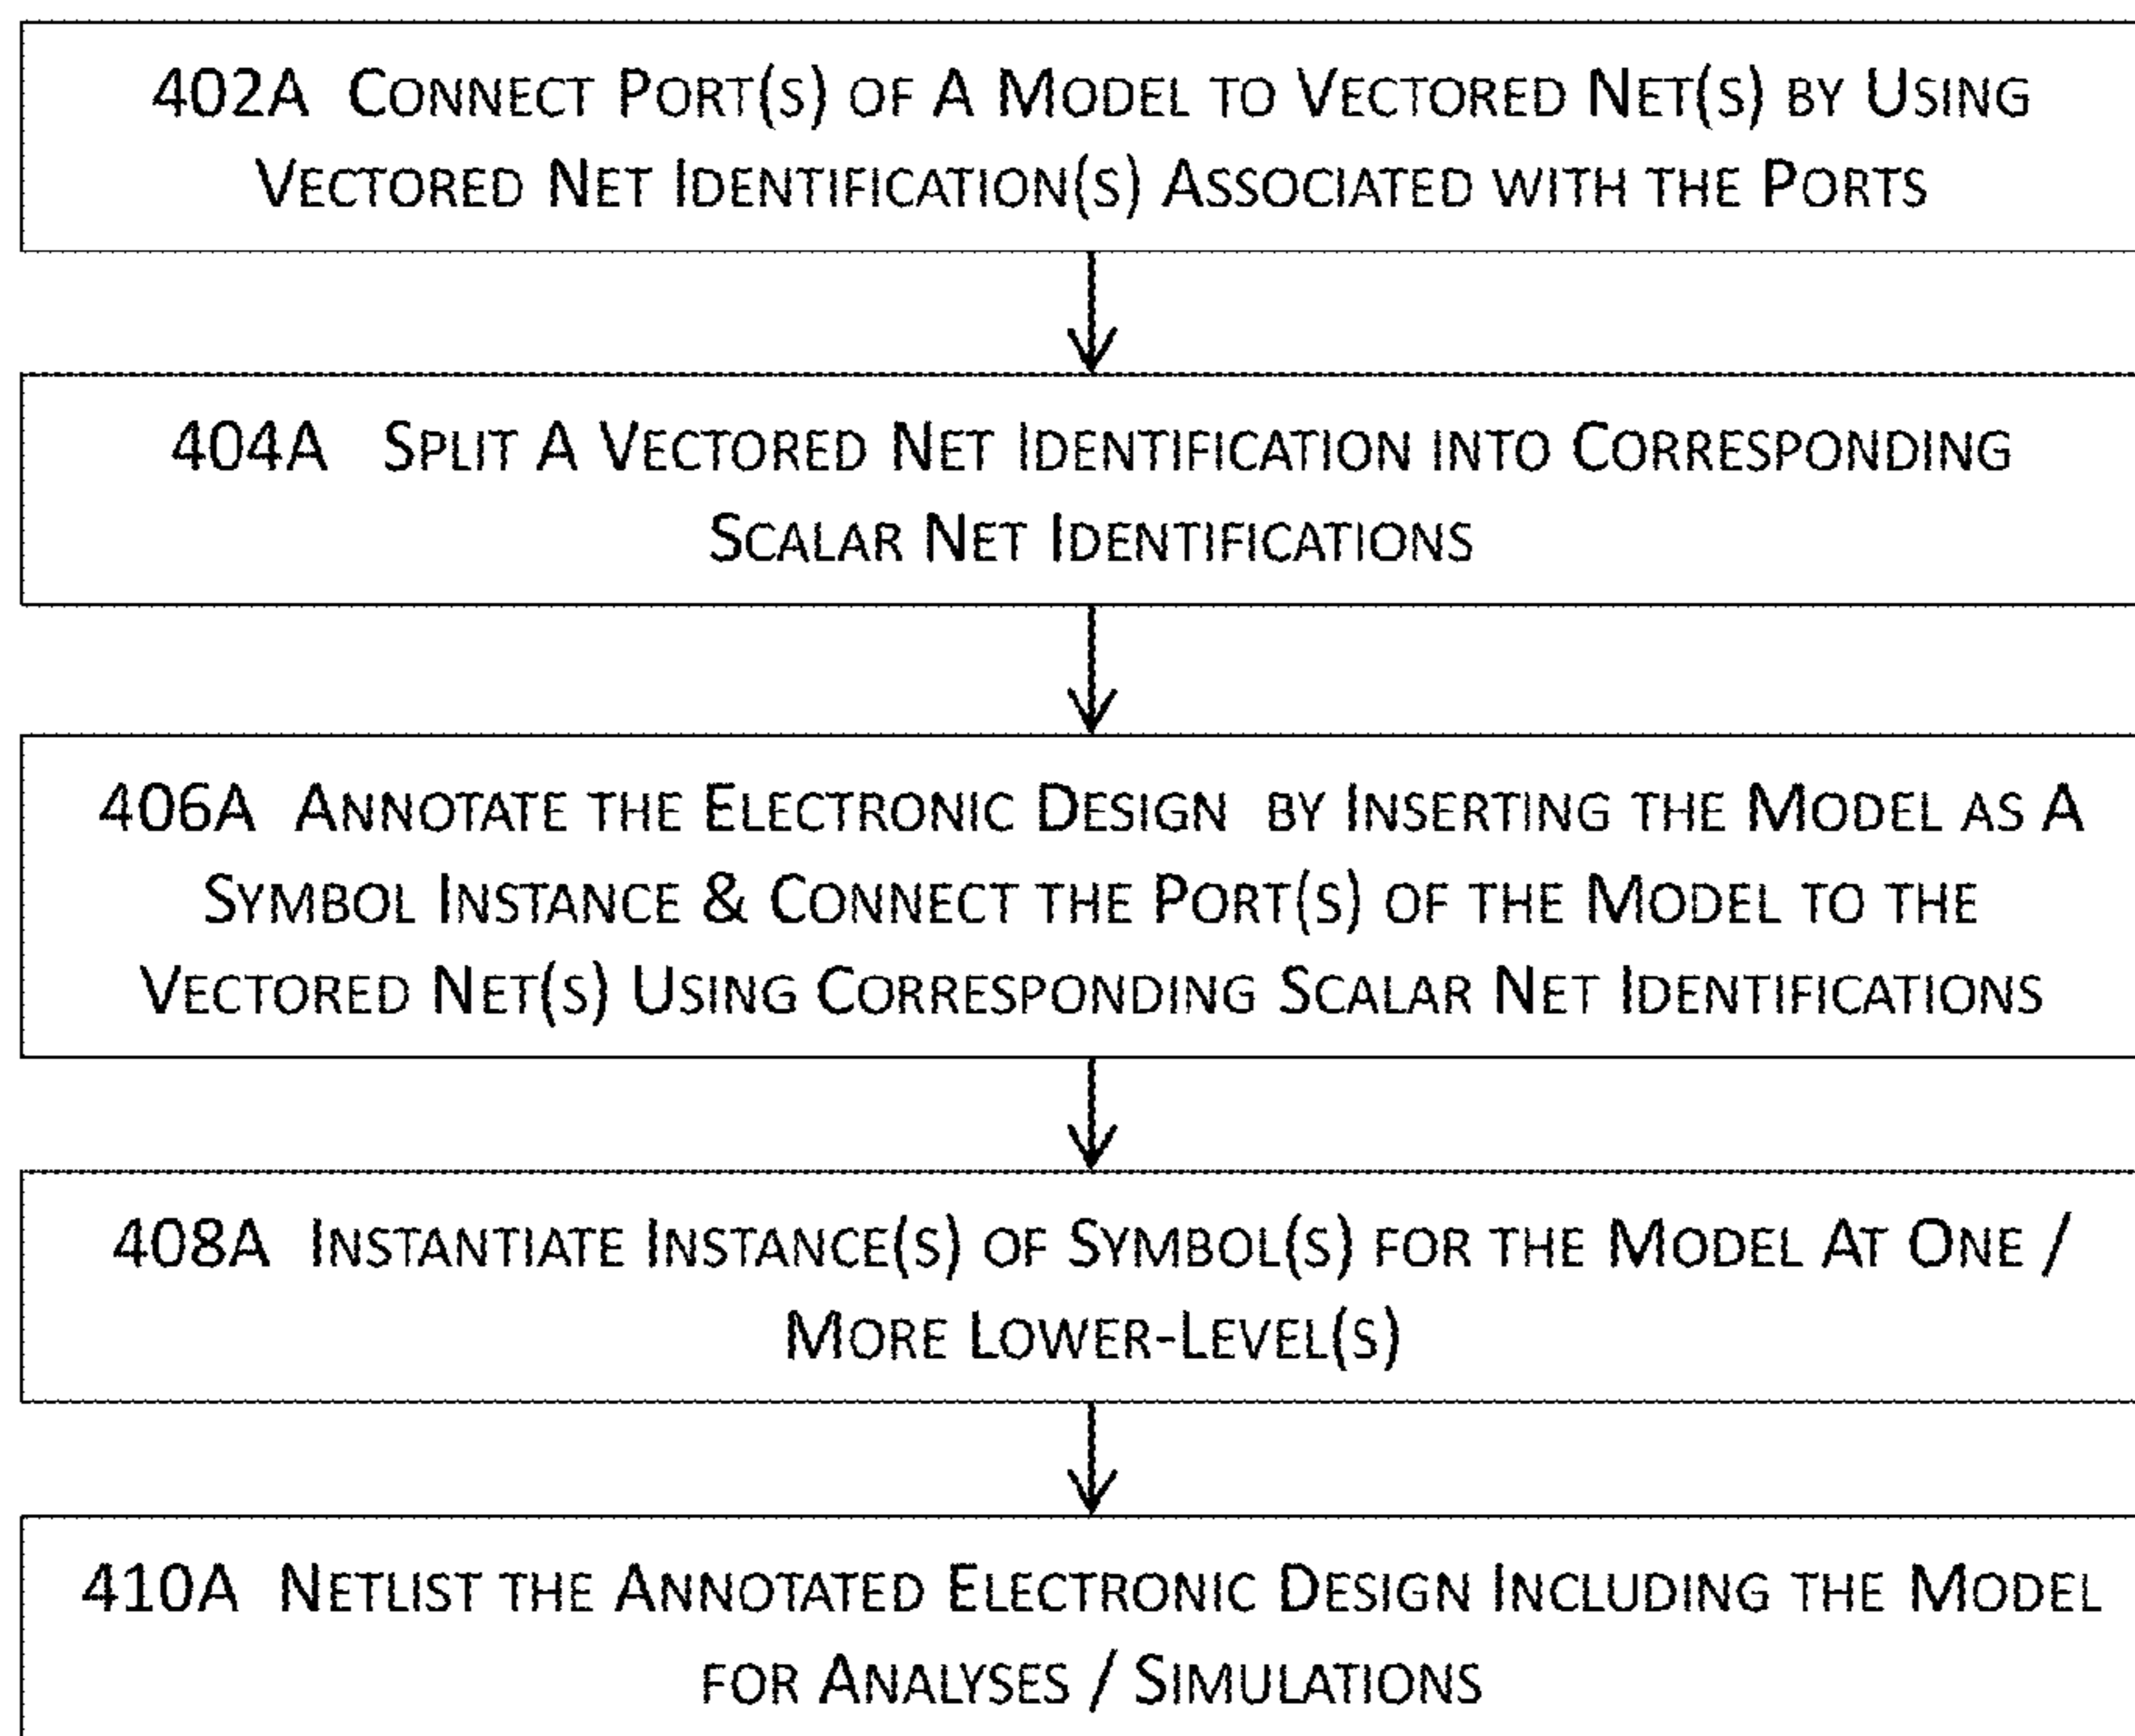 402A Connect Port(s) of A Model to Vectored Net(s) by Using
Vectored Net Identification(s) Associated with the Ports
404A Split A Vectored Net Identification into Corresponding
Scalar Net Identifications
406A Annotate the Electronic Design by Inserting the Model as A
Symbol Instance & Connect the Port(s) of the Model to the
Vectored Net(s) Using Corresponding Scalar Net Identifications
408A Instantiate Instance(s) of Symbol(s) for the Model At One /
More Lower-Level(s)
410A Netlist the Annotated Electronic Design Including the Model
for Analyses / Simulations